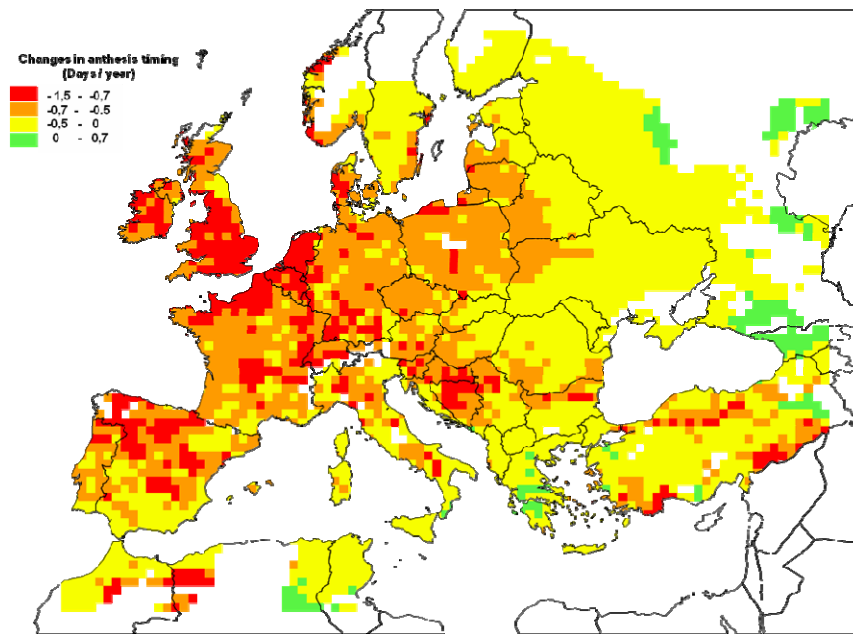 Changes in anthesis timing
(Days / year)
-1,5 - -0,7
-0,7 - -0,5
-0,5 - 0
0 - 0,7